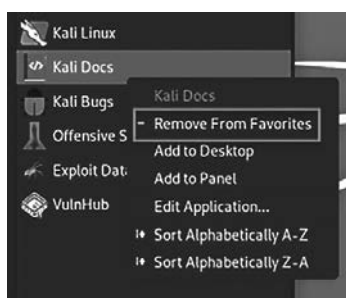 Kali Linux
Kali Docs
Kali Bugs
Offensive S
Exploit Dat
VulnHub
Kali Docs
Remove From Favorites
Add to Desktop
Add to Panel
Edit Application...
Sort Alphabetically A-Z
Sort Alphabetically Z-A